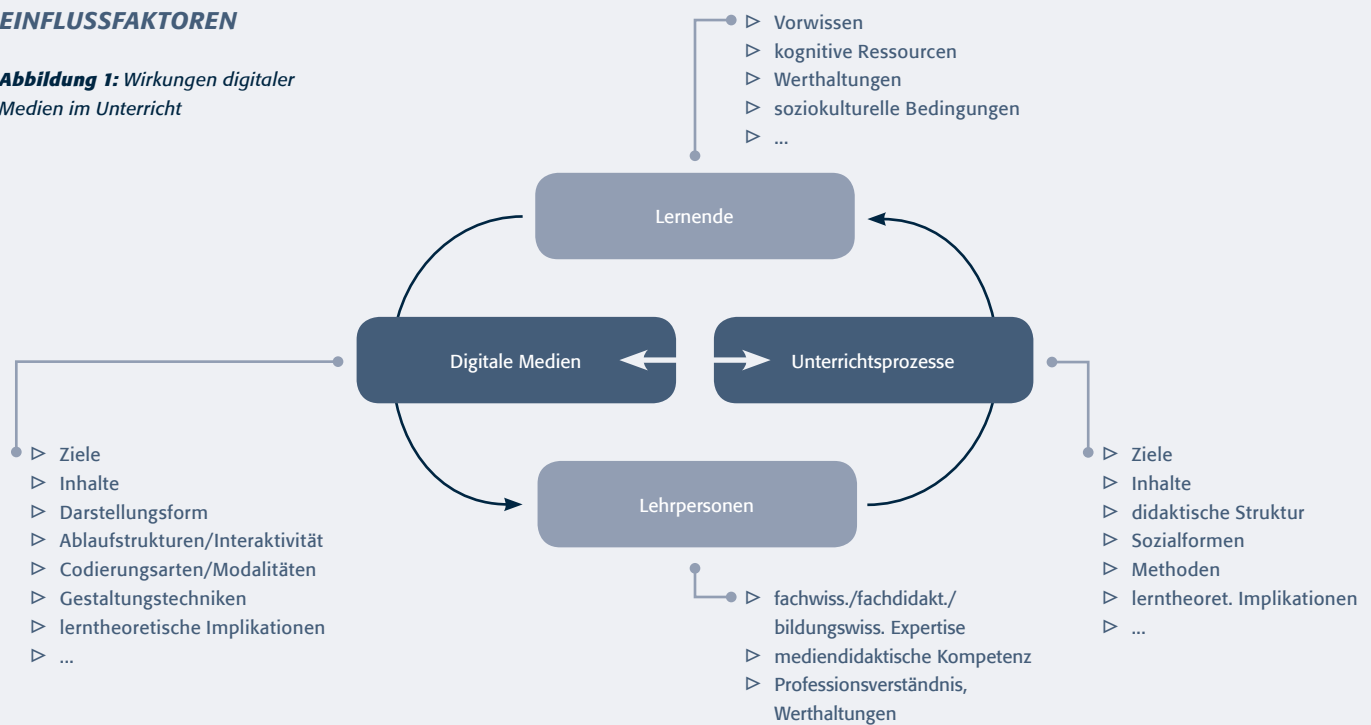 EINFLUSSFAKTOREN
Abbildung 1: Wirkungen digitaler
Medien im Unterricht
▷ Vorwissen
▷ kognitive Ressourcen
▷ Werthaltungen
▷ soziokulturelle Bedingungen
▷ ...
Lernende
Digitale Medien
Unterrichtsprozesse
Lehrpersonen
▷ Ziele
▷ Inhalte
▷ Darstellungsform
▷ Ablaufstrukturen/Interaktivität
▷ Codierungsarten/Modalitäten
▷ Gestaltungstechniken
▷ lerntheoretische Implikationen
▷ ...
▷ fachwiss./fachdidakt./
bildungswiss. Expertise
▷ mediendidaktische Kompetenz
▷ Professionsverständnis,
Werthaltungen
▷ Ziele
▷ Inhalte
▷ didaktische Struktur
▷ Sozialformen
▷ Methoden
▷ lerntheoret. Implikationen
▷ ...